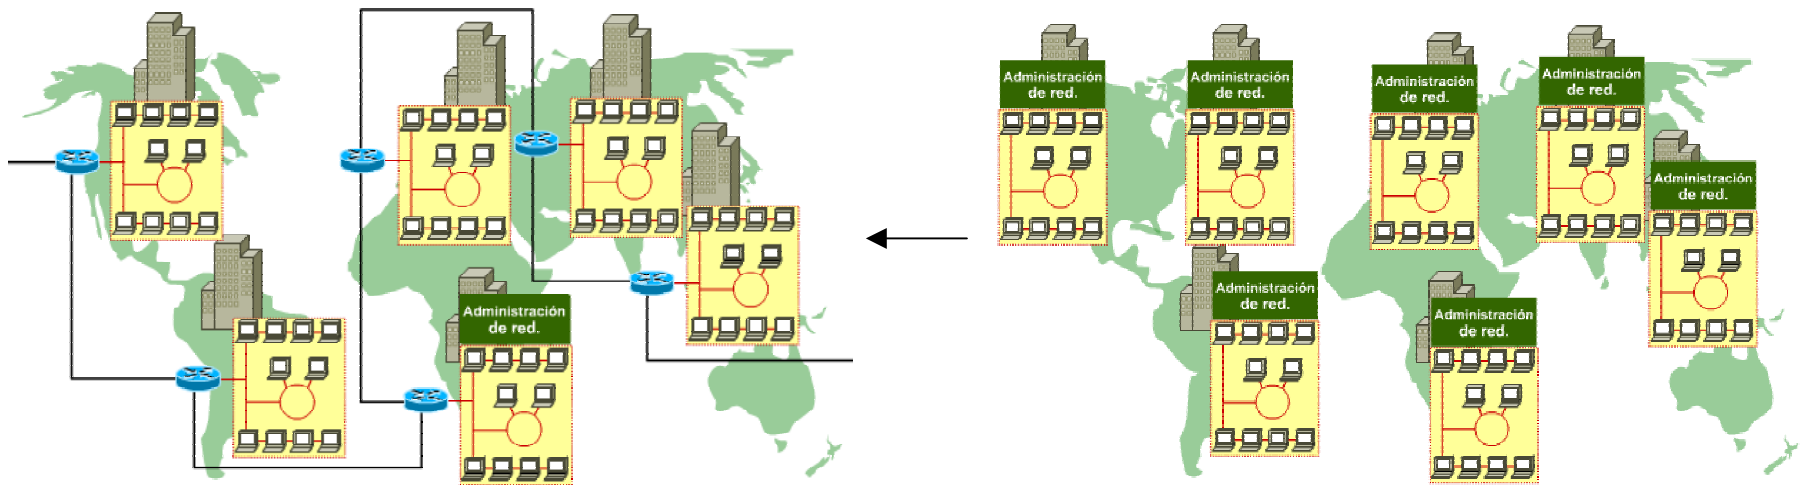 Administración
de red.
Administración
de red.
Administración
de red.
Administración
de red.
Administración
de red.
Administración
de red.
Administración
de red.
Administración
de red.